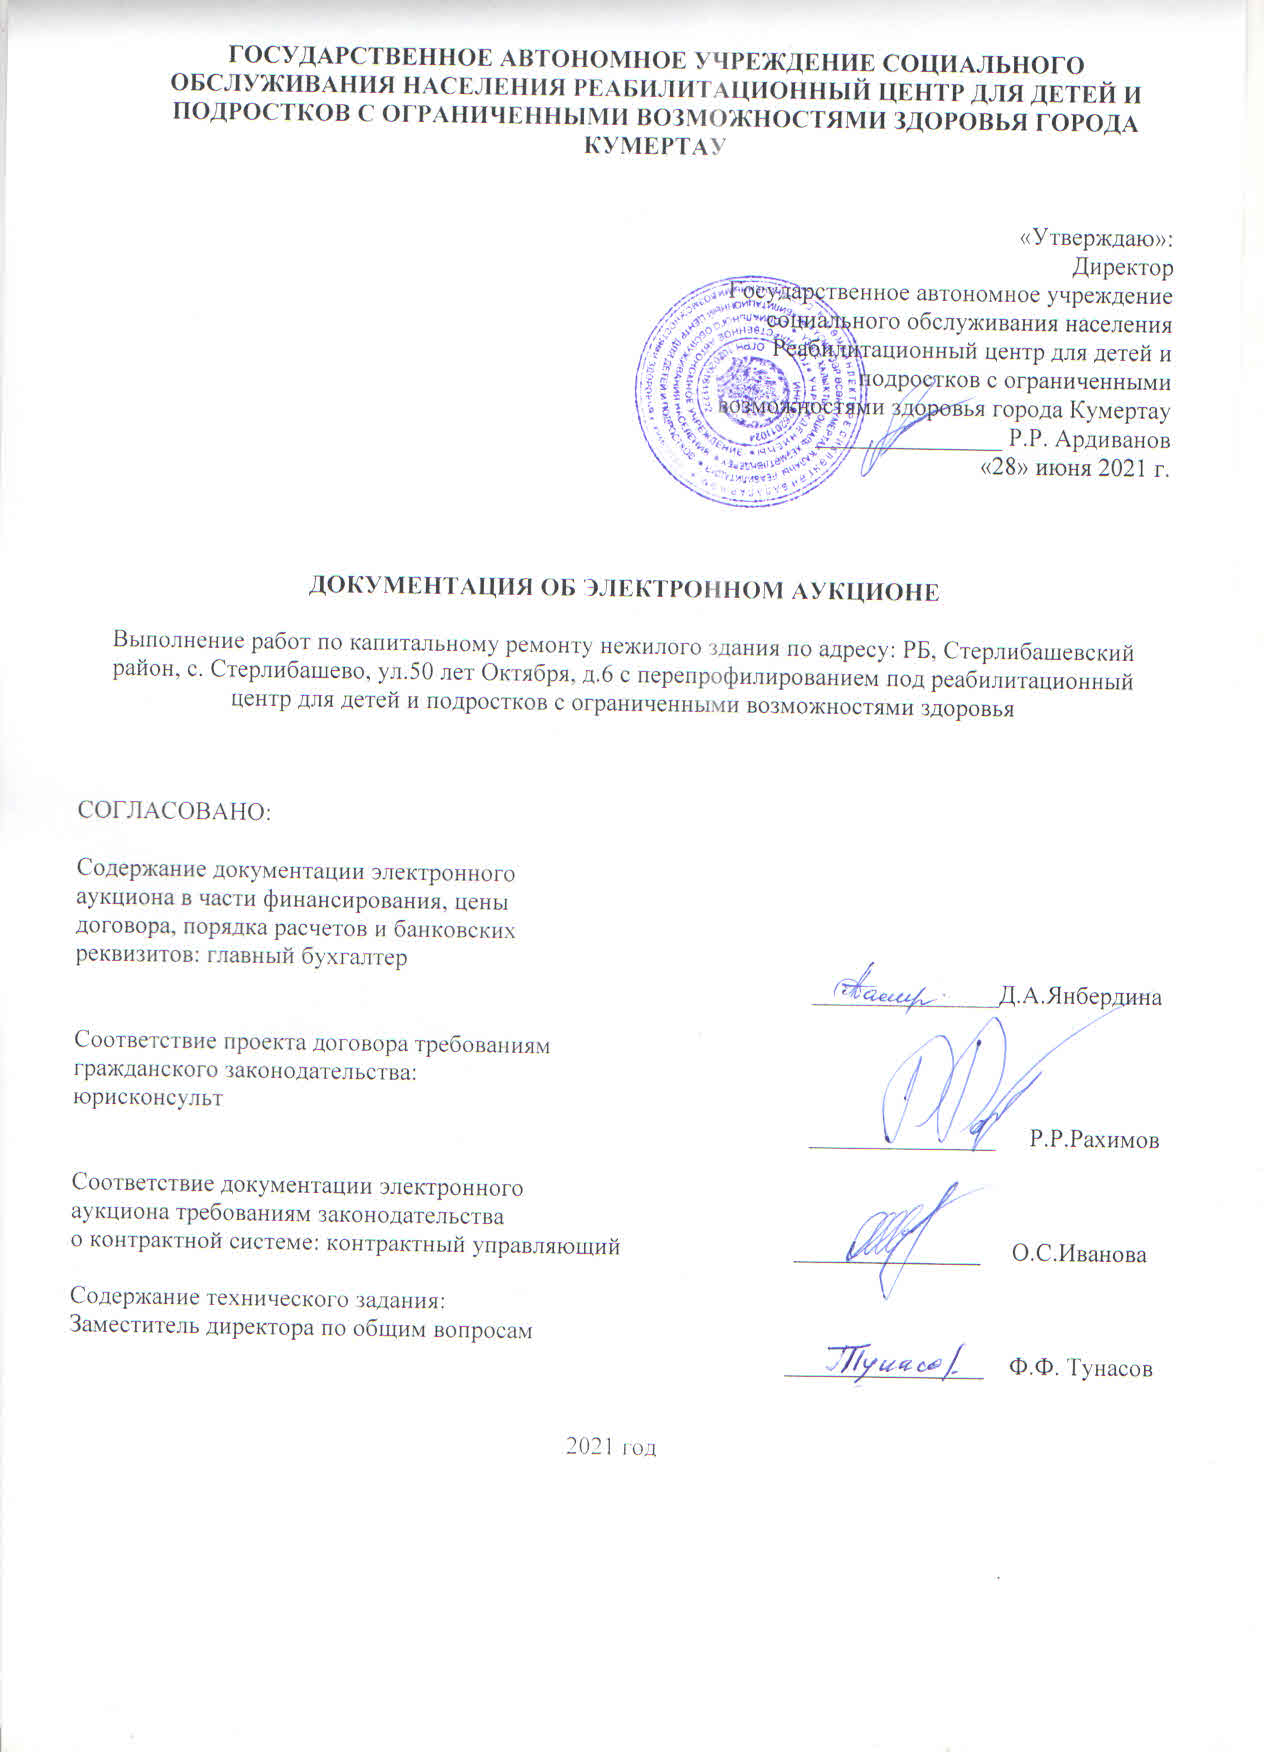 ГОСУДАРСТВЕННОЕ АВТОНОМНОЕ УЧРЕЖДЕНИЕ СОЦИАЛЬНОГО
ОБСЛУЖИВАНИЯ НАСЕЛЕНИЯ РЕАБИЛИТАЦИОННЫЙ ЦЕНТР ДЛЯ ДЕТЕЙ И
ПОДРОСТКОВ С ОГРАНИЧЕННЫМИ ВОЗМОЖНОСТЯМИ ЗДОРОВЬЯ ГОРОДА
КУМЕРТАУ
«Утверждаю»:
Директор
Государственное автономное учреждение
социального обслуживания населения
Реабилитационный центр для детей и
подростков с ограниченными
возможностями здоровья города Кумертау
Р.Р. Ардиванов
«28» июня 2021 г.
ДОКУМЕНТАЦИЯ ОБ ЭЛЕКТРОННОМ АУКЦИОНЕ
Выполнение работ по капитальному ремонту нежилого здания по адресу: РБ, Стерлибашевский
район, с. Стерлибашево, ул.50 лет Октября, д.6 с перепрофилированием под реабилитационный
центр для детей и подростков с ограниченными возможностями здоровья
СОГЛАСОВАНО:
Содержание документации электронного
аукциона в части финансирования, цены
договора, порядка расчетов и банковских
реквизитов: главный бухгалтер
Д.А.Янбердина
Соответствие проекта договора требованиям
гражданского законодательства:
юрисконсульт
Р.Р.Рахимов
Соответствие документации электронного
аукциона требованиям законодательства
о контрактной системе: контрактный управляющий
О.С.Иванова
Содержание технического задания:
Заместитель директора по общим вопросам
Ф.Ф. Тунасов
2021 год